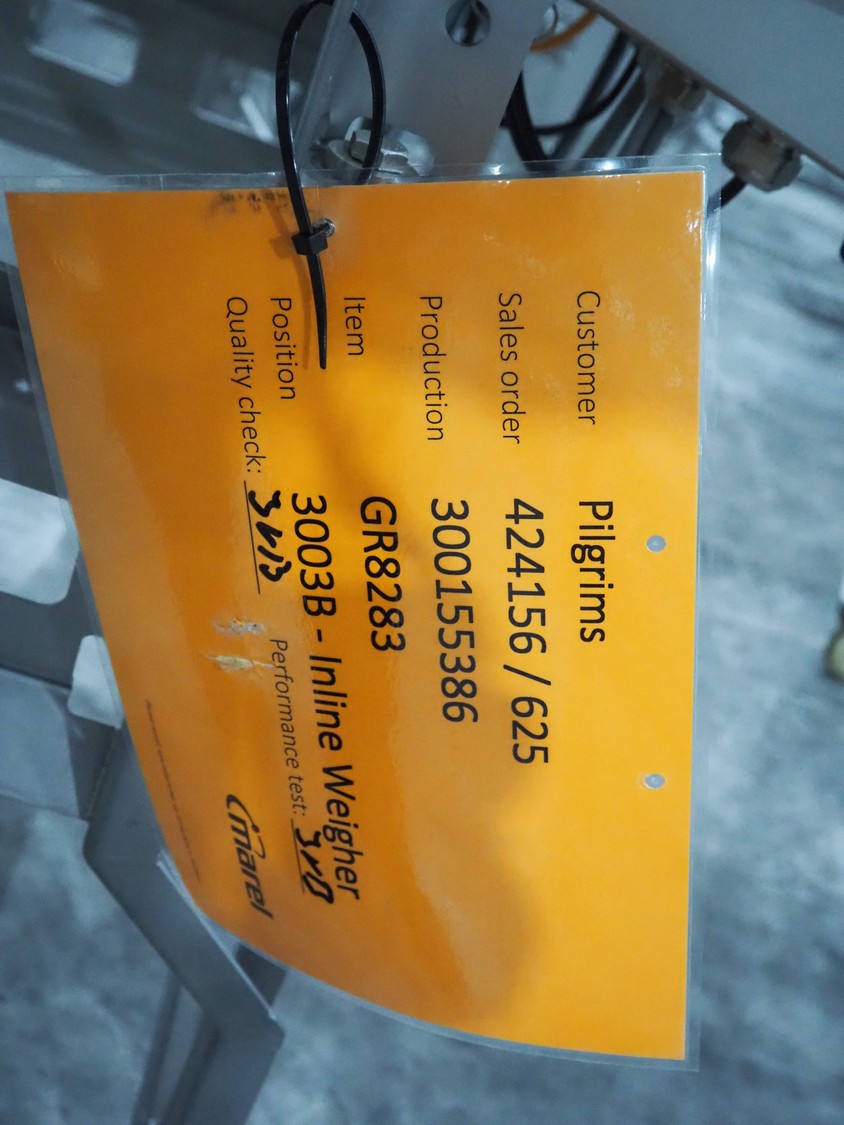 Customer Pilgrims
Sales order 424156 / 625
Production 300155386
Item GR8283
Position 3003B - Inline Weigher
Quality check: Performance test:
marel